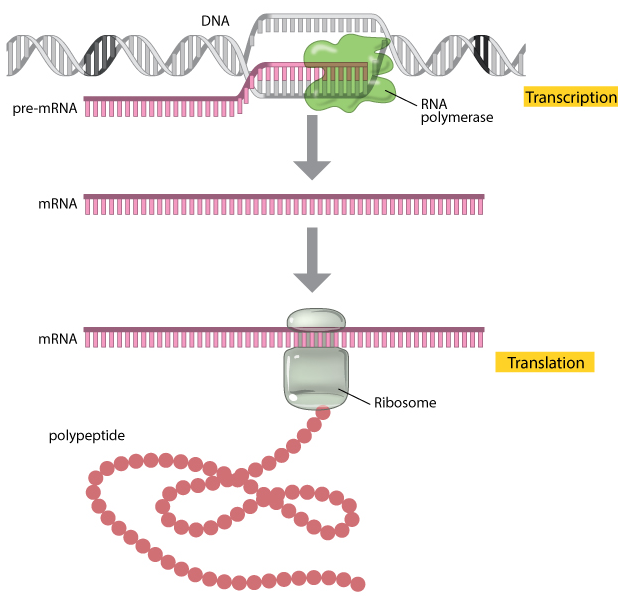 DNA
Transcription
pre-mRNA
RNA
polymerase
mRNA
mRNA
Translation
Ribosome
polypeptide